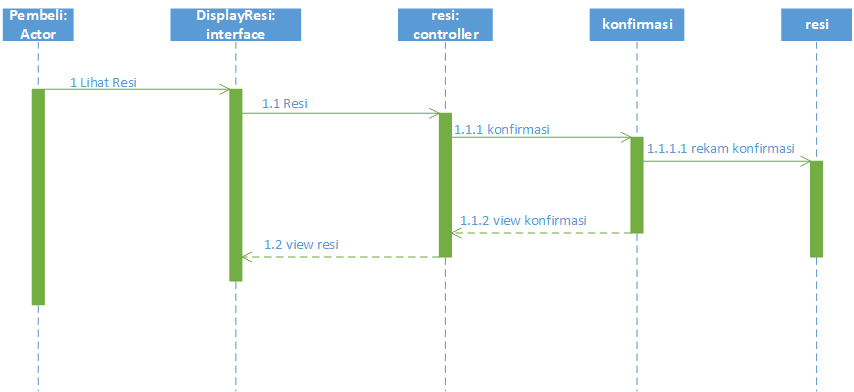 Pembeli:
Actor
DisplayResi:
interface
resi:
controller
konfirmasi
resi
1 Lihat Resi
1.1 Resi
1.1.1 konfirmasi
1.1.1.1 rekam konfirmasi
1.1.2 view konfirmasi
1.2 view resi